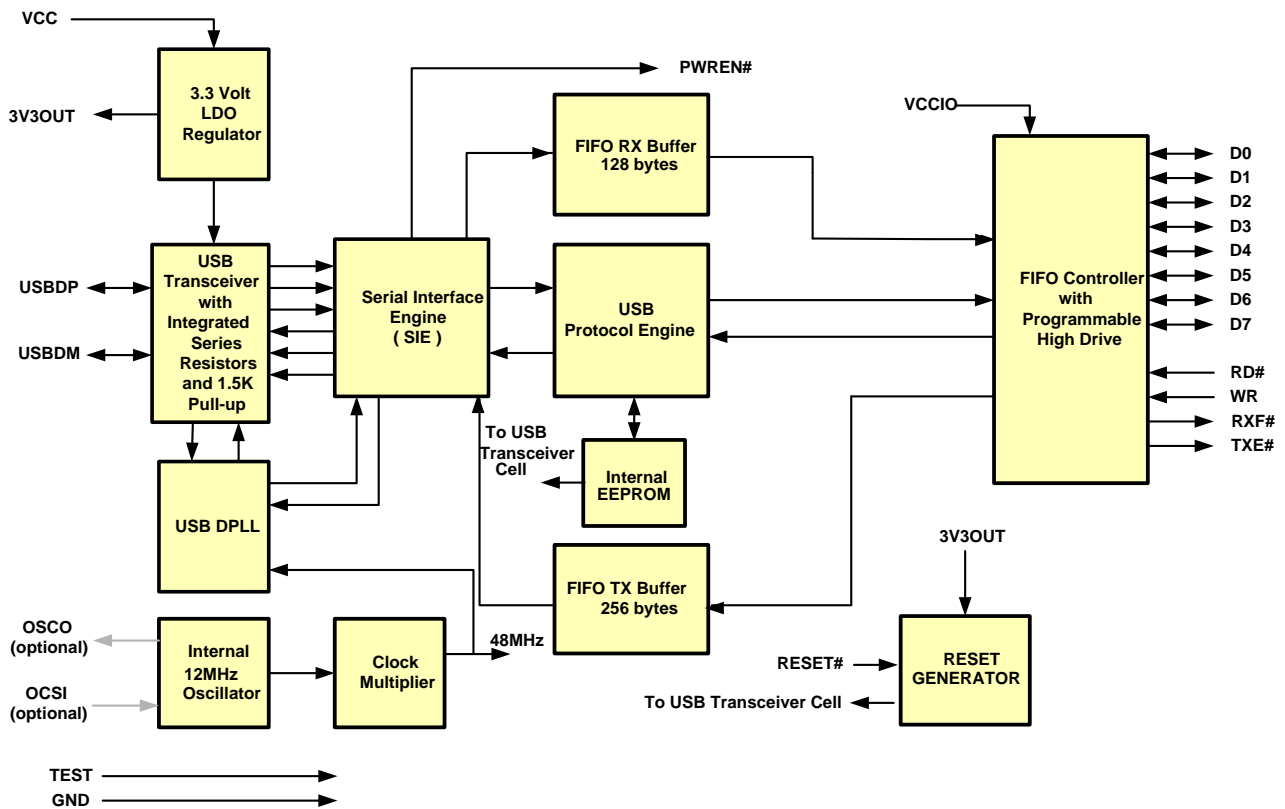 VCC
PWREN#
3.3 Volt
LDO
Regulator
3V3OUT
VCCIO
FIFO RX Buffer
128 bytes
D0
D1
D2
D3
D4
D5
D6
D7
USB
Transceiver
with
Integrated
Series
Resistors
and 1.5K
Pull-up
USBDP
USBDM
Serial Interface
Engine
( SIE )
USB
Protocol Engine
FIFO Controller
with
Programmable
High Drive
RD#
WR
RXF#
TXE#
To USB
Transceiver
Cell
Internal
EEPROM
USB DPLL
3V3OUT
FIFO TX Buffer
256 bytes
OSCO
(optional)
OCSI
(optional)
Internal
12MHz
Oscillator
Clock
Multiplier
48MHz
RESET#
RESET
GENERATOR
To USB Transceiver Cell
TEST
GND